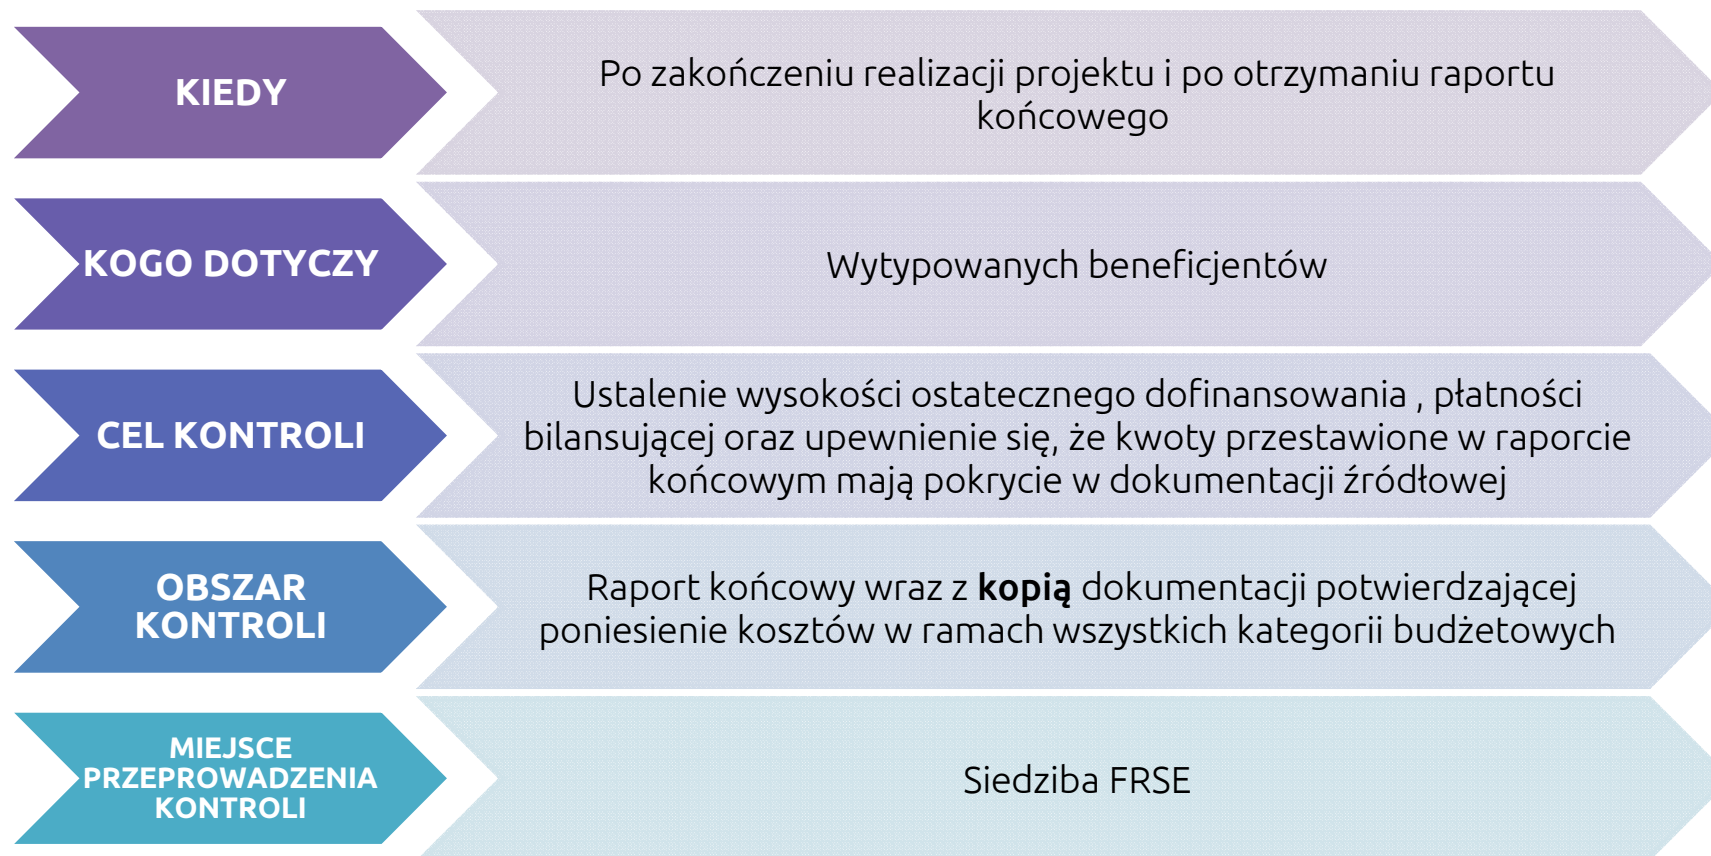 KIEDY
Po zakończeniu realizacji projektu i po otrzymaniu raportu
końcowego
KOGO DOTYCZY
Wytypowanych beneficjentów
CEL KONTROLI
Ustalenie wysokości ostatecznego dofinansowania , płatności
bilansującej oraz upewnienie się, że kwoty przestawione w raporcie
końcowym mają pokrycie w dokumentacji źródłowej
OBSZAR
KONTROLI
Raport końcowy wraz z kopią dokumentacji potwierdzającej
poniesienie kosztów w ramach wszystkich kategorii budżetowych
MIEJSCE
PRZEPROWADZENIA
KONTROLI
Siedziba FRSE